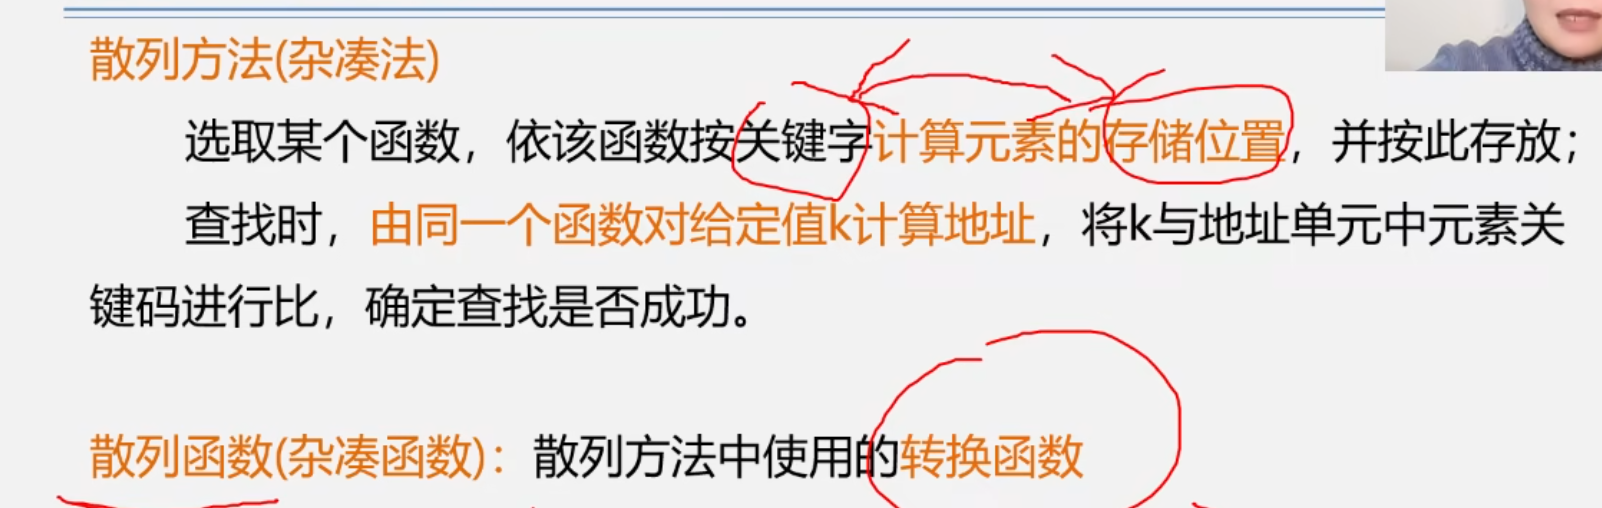 散列方法(杂凑法)
选取某个函数，依该函数按关键字计算元素的存储位置，并按此存放；
查找时，由同一个函数对给定值k计算地址，将k与地址单元中元素关
键码进行比，确定查找是否成功。
散列函数(杂凑函数)：散列方法中使用的转换函数